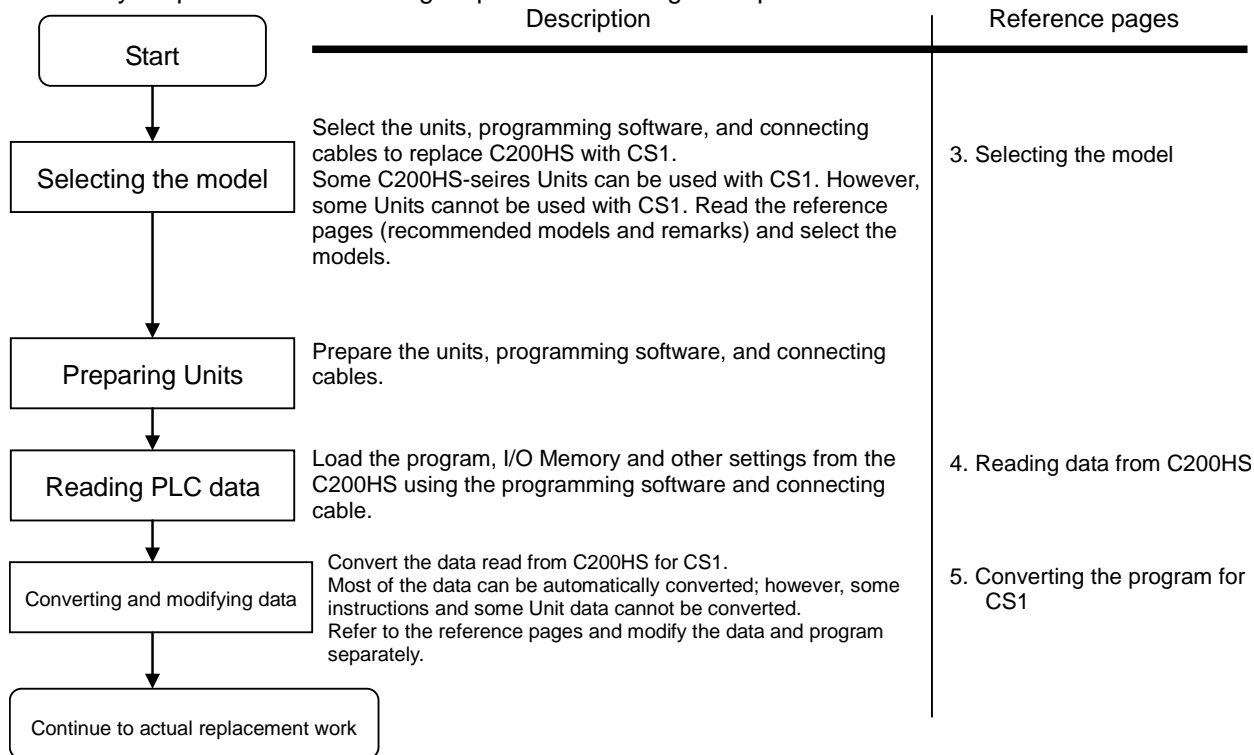 Description
Reference pages
Start
Selecting the model
Select the units, programming software, and connecting
cables to replace C200HS with CS1.
Some C200HS-seires Units can be used with CS1. However,
some Units cannot be used with CS1. Read the reference
pages (recommended models and remarks) and select the
models.
3. Selecting the model
Preparing Units
Prepare the units, programming software, and connecting
cables.
Reading PLC data
Load the program, I/O Memory and other settings from the
C200HS using the programming software and connecting
cable.
4. Reading data from C200HS
Converting and modifying data
Convert the data read from C200HS for CS1.
Most of the data can be automatically converted; however, some
instructions and some Unit data cannot be converted.
Refer to the reference pages and modify the data and program
separately.
5. Converting the program for
CS1
Continue to actual replacement work